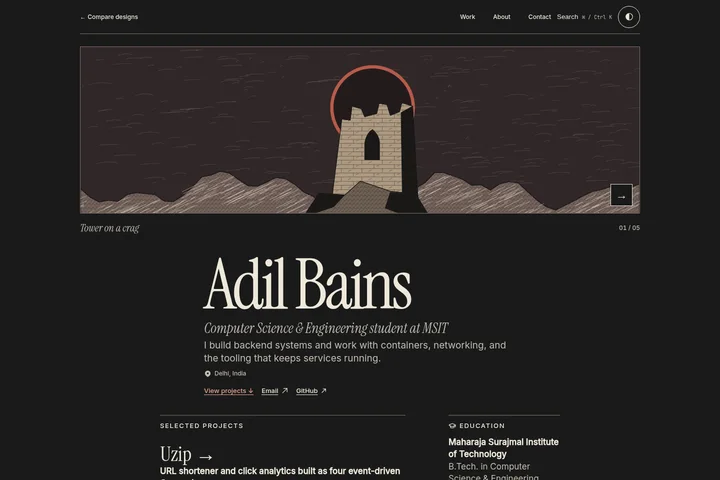 ← Compare designs
Work About Contact Search ⌘ / Ctrl K
→
Tower on a crag
01 / 05
Adil Bains
Computer Science & Engineering student at MSIT
I build backend systems and work with containers, networking, and
the tooling that keeps services running.
Delhi, India
View projects ↓ Email ↗ GitHub ↗
SELECTED PROJECTS
Uzip →
URL shortener and click analytics built as four event-driven
EDUCATION
Maharaja Surajmal Institute
of Technology
B.Tech. in Computer
Science & Engineering